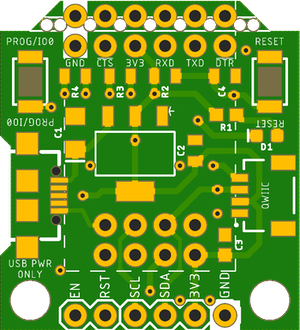 PROG/IO0
RESET
GND CTS 3V3 RXD TXD DTR
R4 R3 R2 C4
PROG/IO0
C1
R1
RESET
D1
C2
QWIIC
C3
USB PWR
ONLY
EN RST SCL SDA 3V3 GND